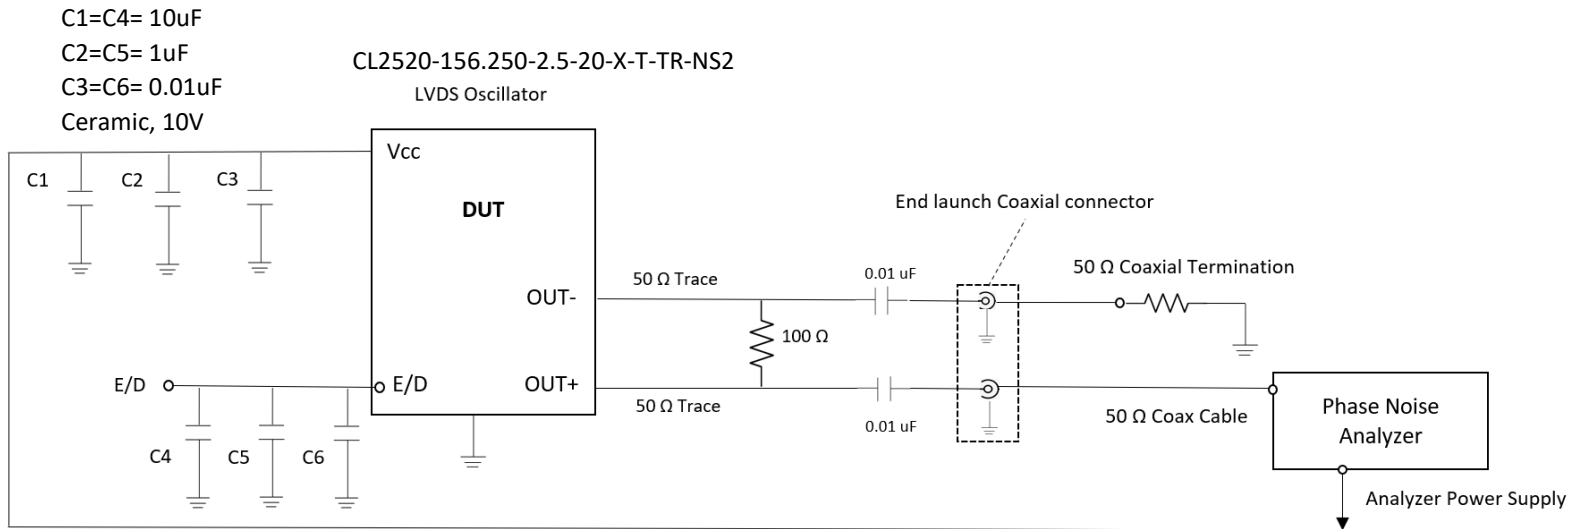 C1=C4= 10uF
C2=C5= 1uF
C3=C6= 0.01uF
Ceramic, 10V
CL2520-156.250-2.5-20-X-T-TR-NS2
LVDS Oscillator
Vcc
C1
C2
C3
DUT
End launch Coaxial connector
50 Ω Trace
0.01 uF
50 Ω Coaxial Termination
OUT-
100 Ω
E/D
E/D
OUT+
50 Ω Trace
0.01 uF
50 Ω Coax Cable
Phase Noise
Analyzer
C4
C5
C6
Analyzer Power Supply